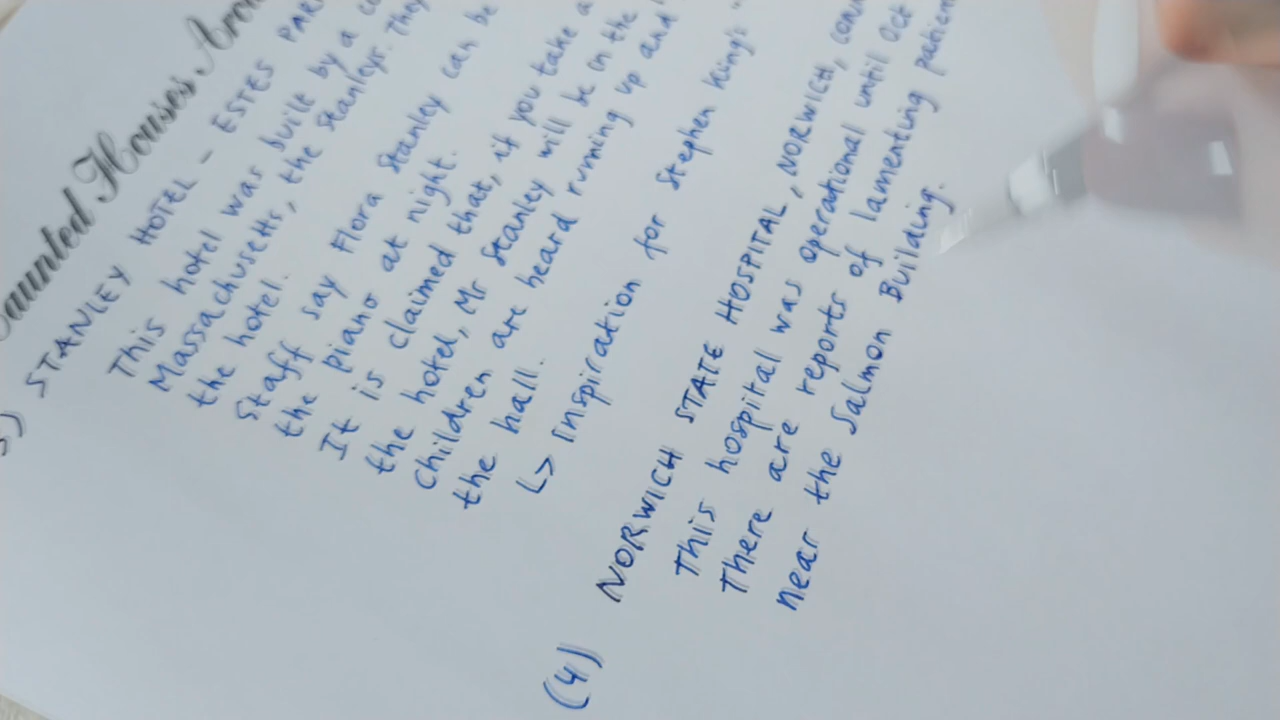 Haunted Houses Aro
3) STANLEY HOTEL - ESTES PAR
This hotel was built by a co
Massachusetts, the Stanleys. They
the hotel.
Staff say Flora Stanley can be
the piano at night.
It is claimed that, if you take a
the hotel, Mr Stanley will be in the
Children are heard running up and
the hall.
↳ Inspiration for Stephen King's "
(4) NORWICH STATE HOSPITAL, NORWICH, CONN
This hospital was operational until Oct
There are reports of lamenting patien
near the Salmon Building.